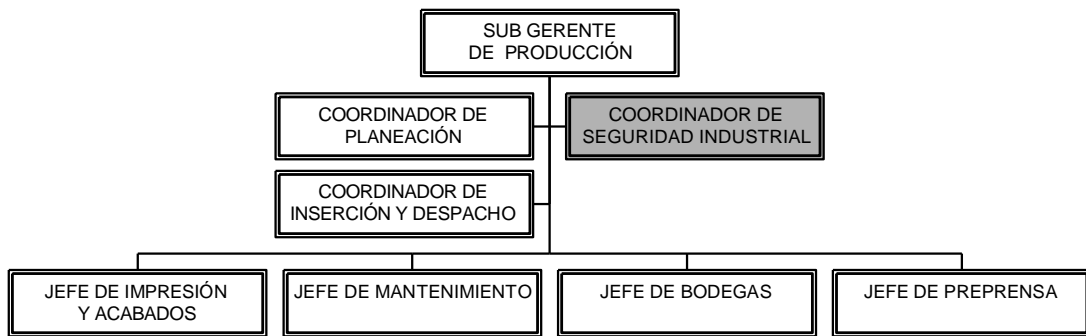 SUB GERENTE
DE PRODUCCIÓN
COORDINADOR DE
PLANEACIÓN
COORDINADOR DE
SEGURIDAD INDUSTRIAL
COORDINADOR DE
INSERCIÓN Y DESPACHO
JEFE DE IMPRESIÓN
Y ACABADOS
JEFE DE MANTENIMIENTO
JEFE DE BODEGAS
JEFE DE PREPRENSA